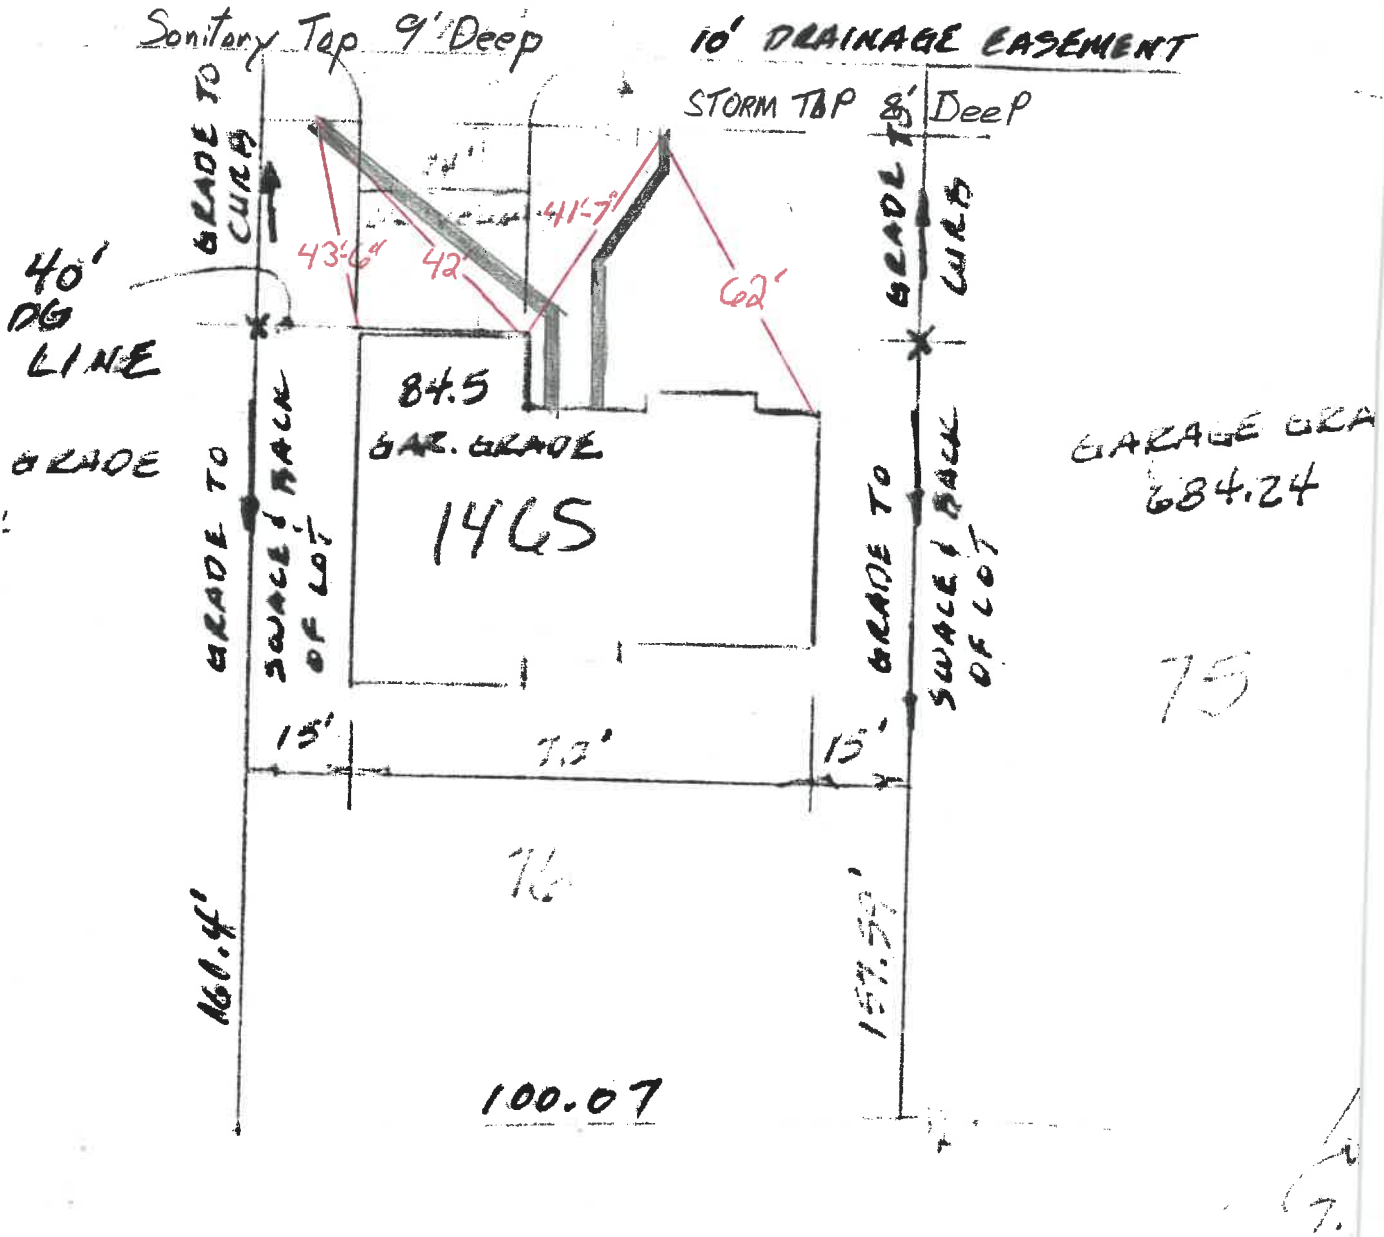 Sanitary Tap 9' Deep
10' DRAINAGE EASEMENT
STORM TAP 8' Deep
GRADE TO
CURB
GRADE TO
CURB
43'-6"
42'
41'-7"
62'
40'
DG
LINE
GRADE
84.5
GAR. GRADE
1465
GRADE TO
SWALE & BACK
OF LOT
GRADE TO
SWALE & BACK
OF LOT
GARAGE GRA
684.24
75
15'
15'
76
160.4'
100.07
7.